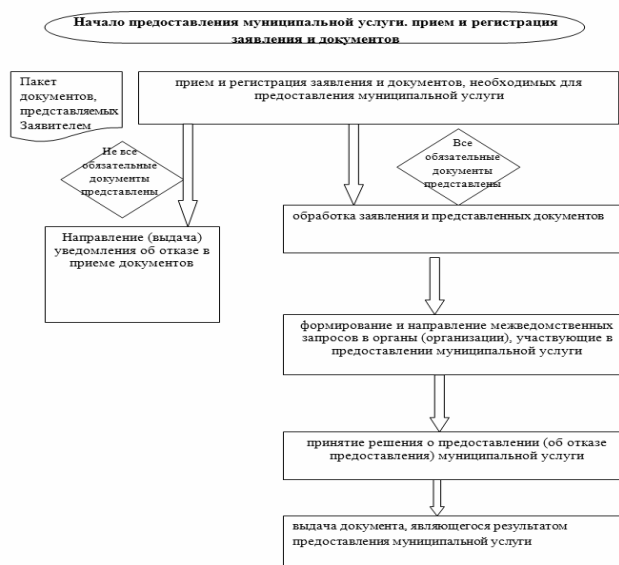 Начало предоставления муниципальной услуги. прием и регистрация
заявления и документов
Пакет
документов,
представляемых
Заявителем
прием и регистрация заявления и документов, необходимых для
предоставления муниципальной услуги
Не все
обязательные
документы
представлены
Все
обязательные
документы
представлены
Направление (выдача)
уведомления об отказе в
приеме документов
обработка заявления и представленных документов
формирование и направление межведомственных
запросов в органы (организации), участвующие в
предоставлении муниципальной услуги
принятие решения о предоставлении (об отказе
предоставления) муниципальной услуги
выдача документа, являющегося результатом
предоставления муниципальной услуги